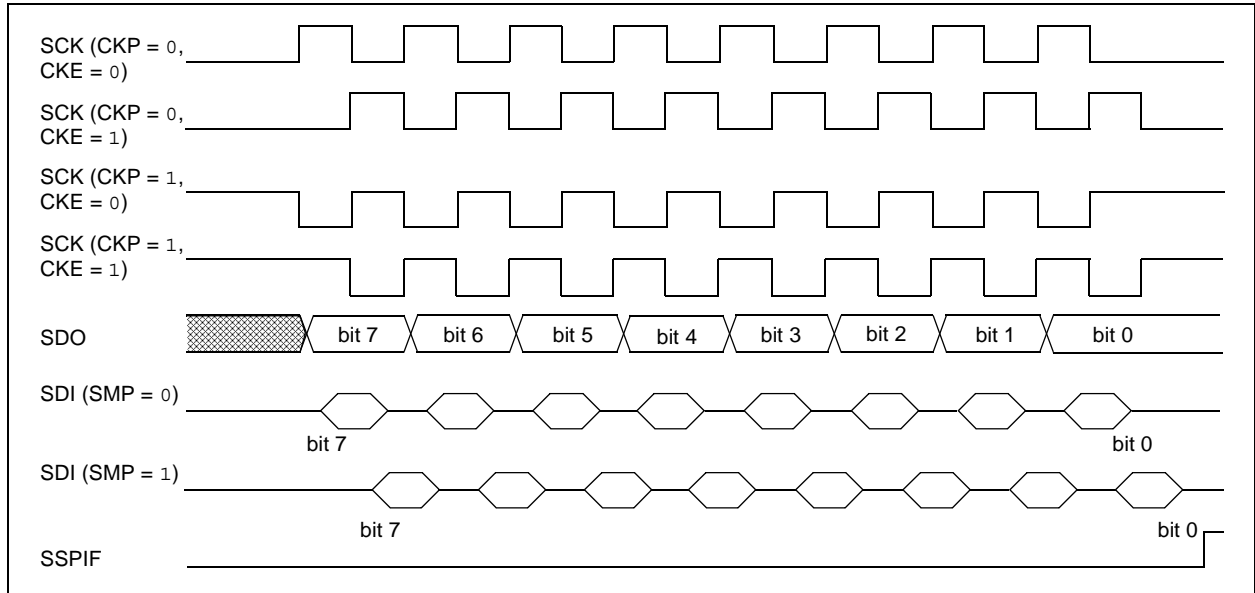 SCK (CKP = 0,
CKE = 0)
SCK (CKP = 0,
CKE = 1)
SCK (CKP = 1,
CKE = 0)
SCK (CKP = 1,
CKE = 1)
SDO
bit 7 bit 6 bit 5 bit 4 bit 3 bit 2 bit 1 bit 0
SDI (SMP = 0)
bit 7 bit 0
SDI (SMP = 1)
bit 7 bit 0
SSPIF